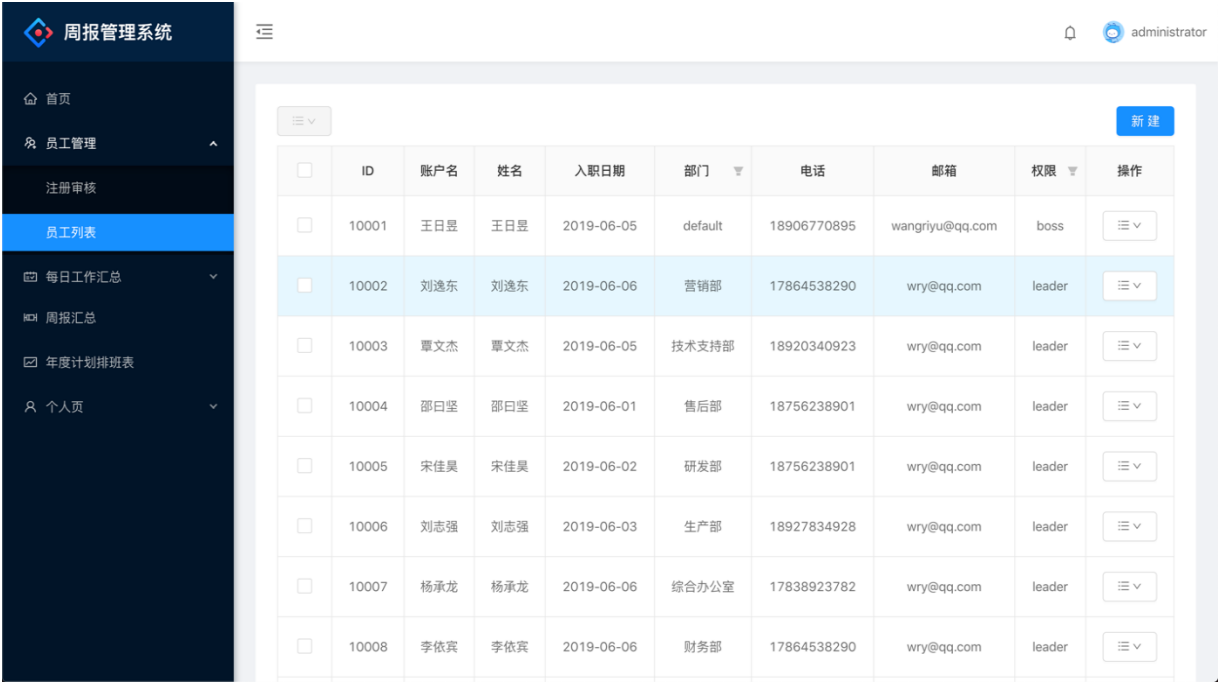 周报管理系统
administrator
首页
员工管理
注册审核
员工列表
每日工作汇总
周报汇总
年度计划排班表
个人页
新 建
ID 账户名 姓名 入职日期 部门 电话 邮箱 权限 操作
10001 王日昱 王日昱 2019-06-05 default 18906770895 wangriyu@qq.com boss
10002 刘逸东 刘逸东 2019-06-06 营销部 17864538290 wry@qq.com leader
10003 覃文杰 覃文杰 2019-06-05 技术支持部 18920340923 wry@qq.com leader
10004 邵曰坚 邵曰坚 2019-06-01 售后部 18756238901 wry@qq.com leader
10005 宋佳昊 宋佳昊 2019-06-02 研发部 18756238901 wry@qq.com leader
10006 刘志强 刘志强 2019-06-03 生产部 18927834928 wry@qq.com leader
10007 杨承龙 杨承龙 2019-06-06 综合办公室 17838923782 wry@qq.com leader
10008 李依宾 李依宾 2019-06-06 财务部 17864538290 wry@qq.com leader